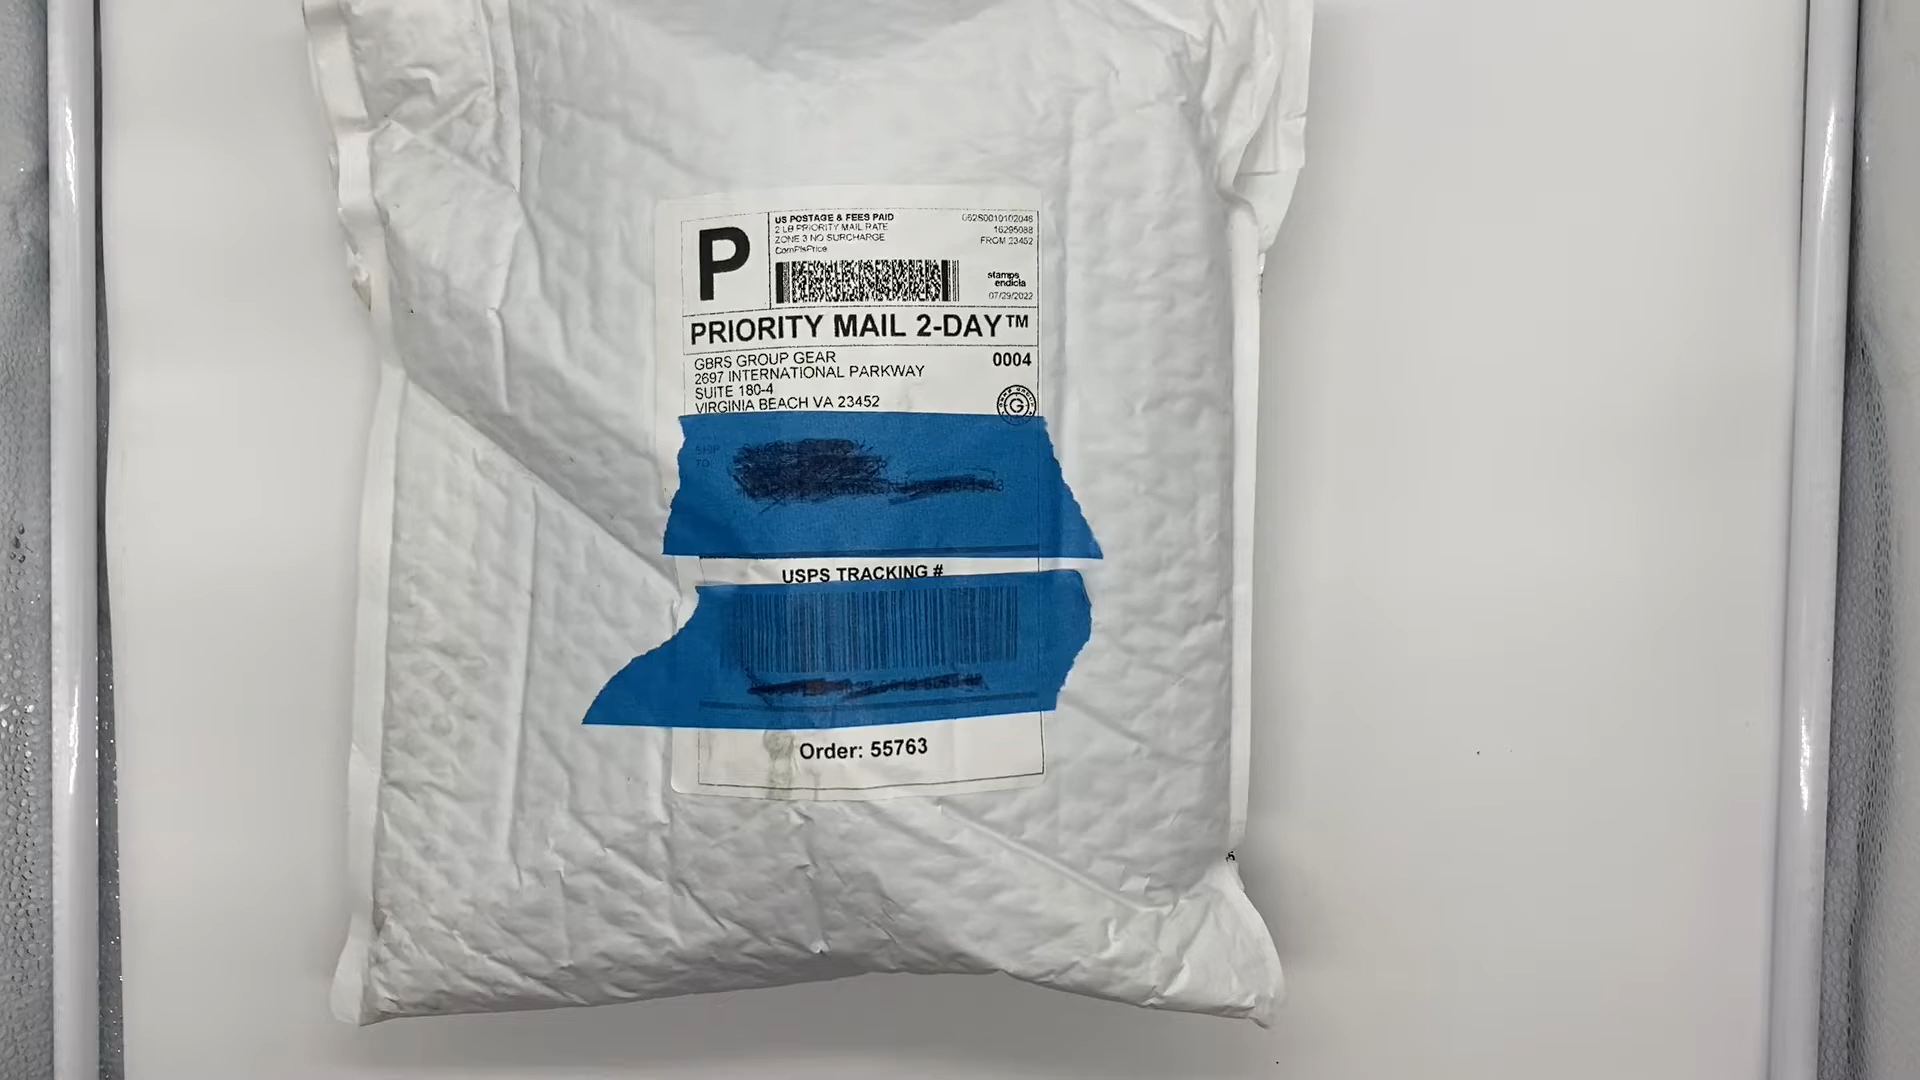 P
US POSTAGE & FEES PAID
2 LB PRIORITY MAIL RATE
ZONE 3 NO SURCHARGE
ComPlsPrice
062S0010102046
16295088
FROM 23452
stamps
endicia
07/29/2022
PRIORITY MAIL 2-DAY™
GBRS GROUP GEAR
2697 INTERNATIONAL PARKWAY
SUITE 180-4
VIRGINIA BEACH VA 23452
0004
G
SHIP
TO:
USPS TRACKING #
Order: 55763